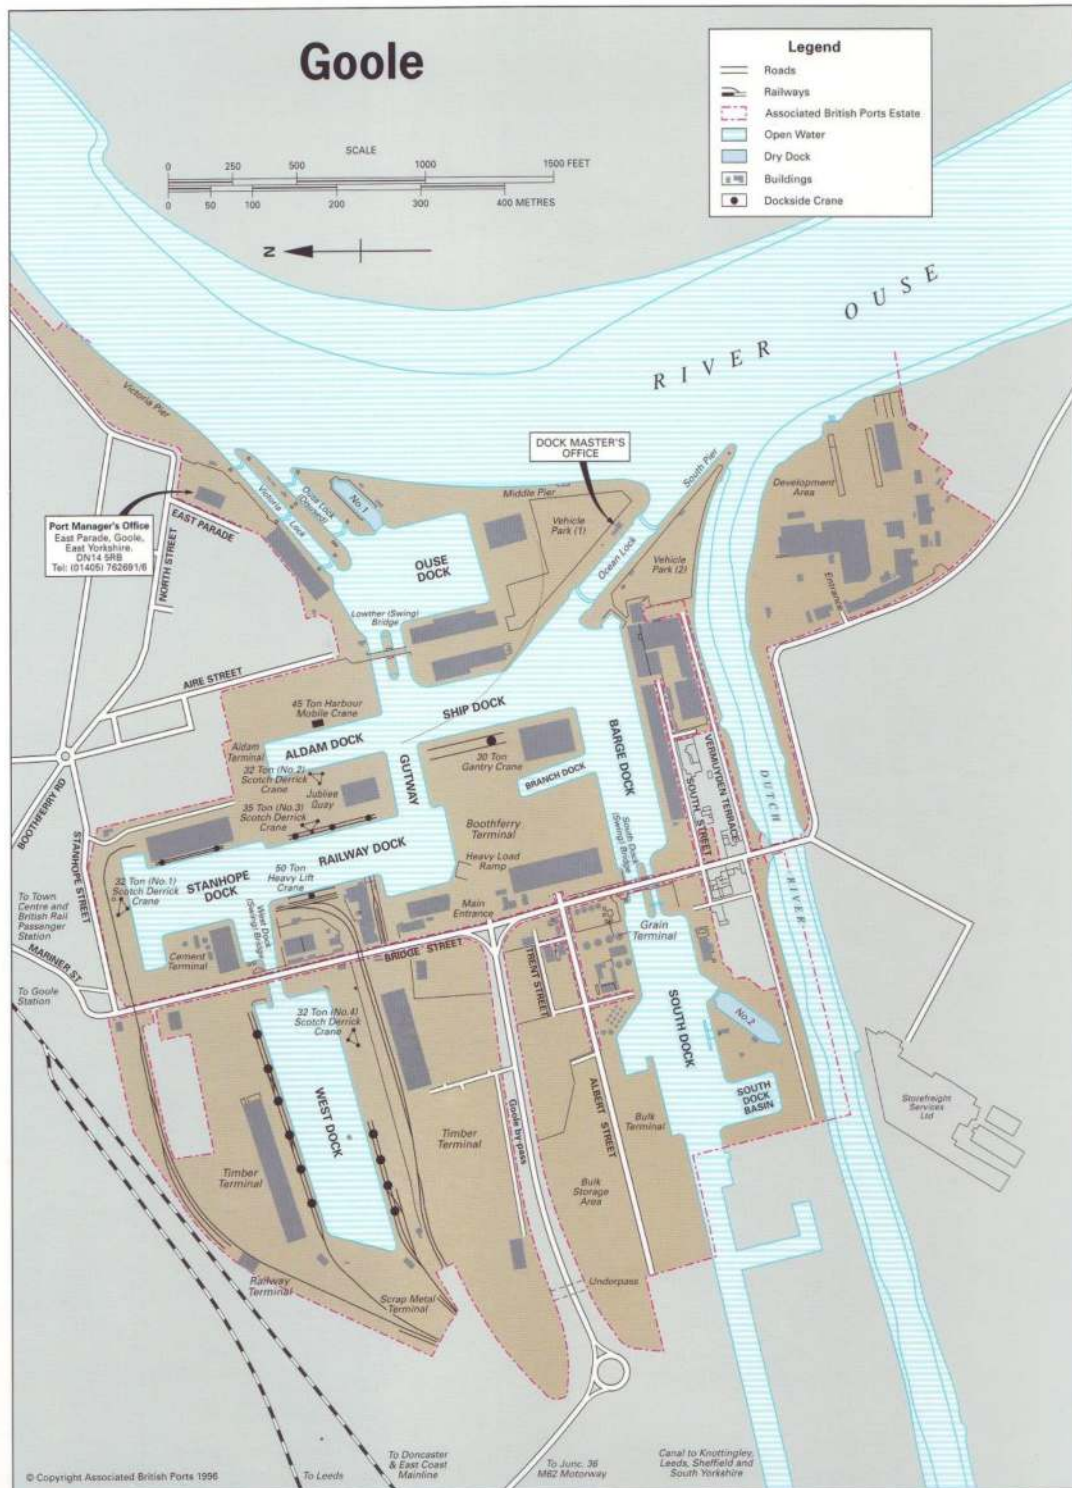 Goole
Legend
Roads
Railways
Associated British Ports Estate
Open Water
Dry Dock
Buildings
Dockside Crane
SCALE
0 250 500 1000 1500 FEET
0 50 100 200 300 400 METRES
N
RIVER OUSE
Victoria Pier
DOCK MASTER'S
OFFICE
South Pier
Middle Pier
Development
Area
No.1
Ouse Lock
(Disused)
Victoria
Lock
Port Manager's Office
East Parade, Goole,
East Yorkshire.
DN14 5RB
Tel: (01405) 762691/6
EAST PARADE
NORTH STREET
Vehicle
Park (1)
Ocean Lock
Vehicle
Park (2)
OUSE
DOCK
Entrance
Lowther (Swing)
Bridge
AIRE STREET
45 Ton Harbour
Mobile Crane
SHIP DOCK
Aldam
Terminal
ALDAM DOCK
GUTWAY
30 Ton
Gantry Crane
BARGE DOCK
BRANCH DOCK
VERMUYDEN TERRACE
SOUTH STREET
DUTCH RIVER
32 Ton (No.2)
Scotch Derrick
Crane
Jubilee
Quay
35 Ton (No.3)
Scotch Derrick
Crane
BOOTHFERRY RD
STANHOPE STREET
RAILWAY DOCK
Boothferry
Terminal
Heavy Load
Ramp
South Dock
(Swing) Bridge
STANHOPE
DOCK
50 Ton
Heavy Lift
Crane
32 Ton (No.1)
Scotch Derrick
Crane
To Town
Centre and
British Rail
Passenger
Station
Main
Entrance
West Dock
(Swing) Bridge
Cement
Terminal
BRIDGE STREET
Grain
Terminal
MARINER ST
TRENT STREET
To Goole
Station
32 Ton (No.4)
Scotch Derrick
Crane
SOUTH DOCK
No.2
WEST DOCK
SOUTH
DOCK
BASIN
Storefreight
Services
Ltd
Timber
Terminal
Timber
Terminal
Goole by-pass
ALBERT STREET
Bulk
Terminal
Bulk
Storage
Area
Railway
Terminal
Scrap Metal
Terminal
Underpass
© Copyright Associated British Ports 1996
To Leeds
To Doncaster
& East Coast
Mainline
To Junc. 36
M62 Motorway
Canal to Knottingley,
Leeds, Sheffield and
South Yorkshire